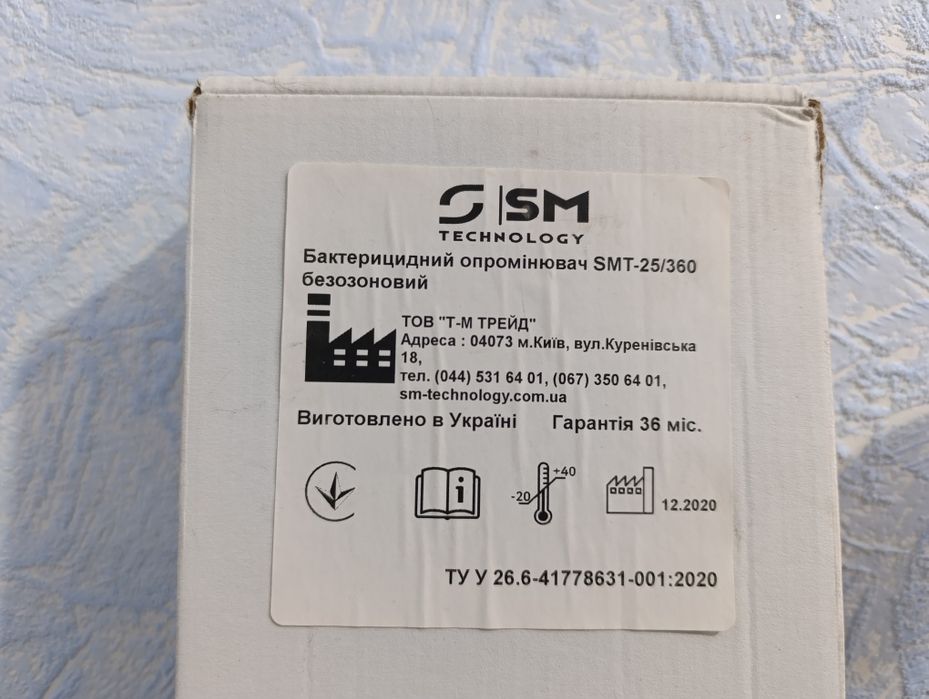 SM
TECHNOLOGY
Бактерицидний опромінювач SMT-25/360
безозоновий
ТОВ "Т-М ТРЕЙД"
Адреса : 04073 м.Київ, вул.Куренівська
18,
тел. (044) 531 64 01, (067) 350 64 01,
sm-technology.com.ua
Виготовлено в Україні Гарантія 36 міс.
i
+40
-20
12.2020
ТУ У 26.6-41778631-001:2020